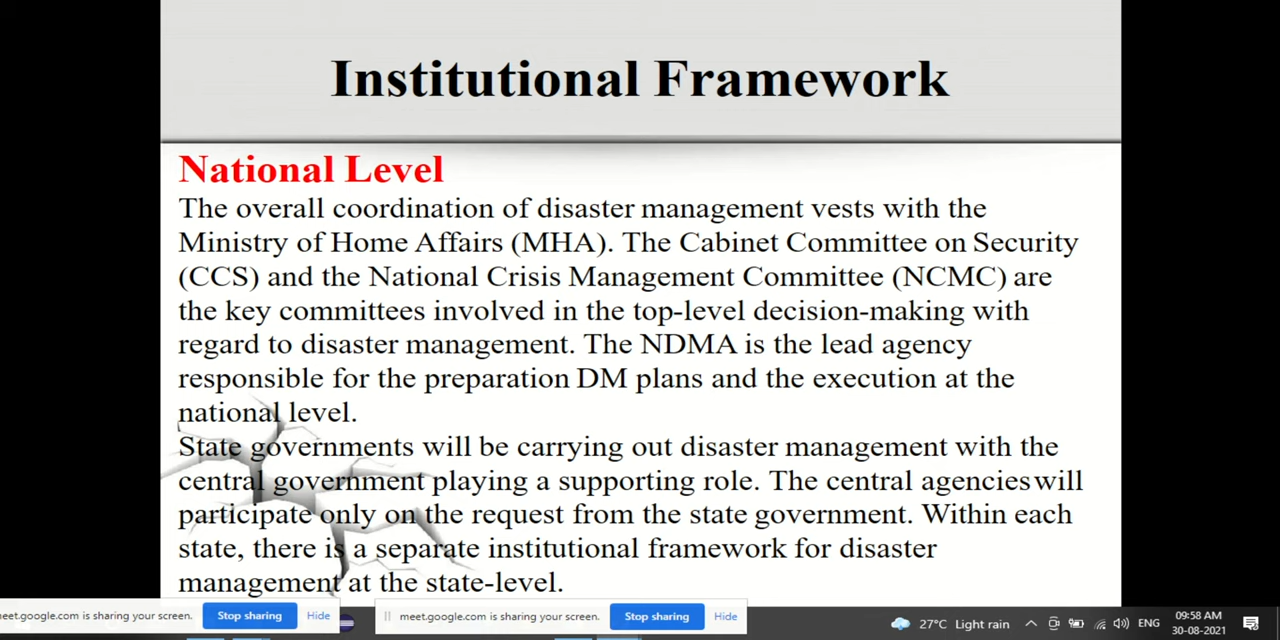 Institutional Framework
National Level
The overall coordination of disaster management vests with the
Ministry of Home Affairs (MHA). The Cabinet Committee on Security
(CCS) and the National Crisis Management Committee (NCMC) are
the key committees involved in the top-level decision-making with
regard to disaster management. The NDMA is the lead agency
responsible for the preparation DM plans and the execution at the
national level.
State governments will be carrying out disaster management with the
central government playing a supporting role. The central agencies will
participate only on the request from the state government. Within each
state, there is a separate institutional framework for disaster
management at the state-level.
meet.google.com is sharing your screen. Stop sharing Hide
meet.google.com is sharing your screen. Stop sharing Hide
27°C Light rain ENG 09:58 AM
30-08-2021